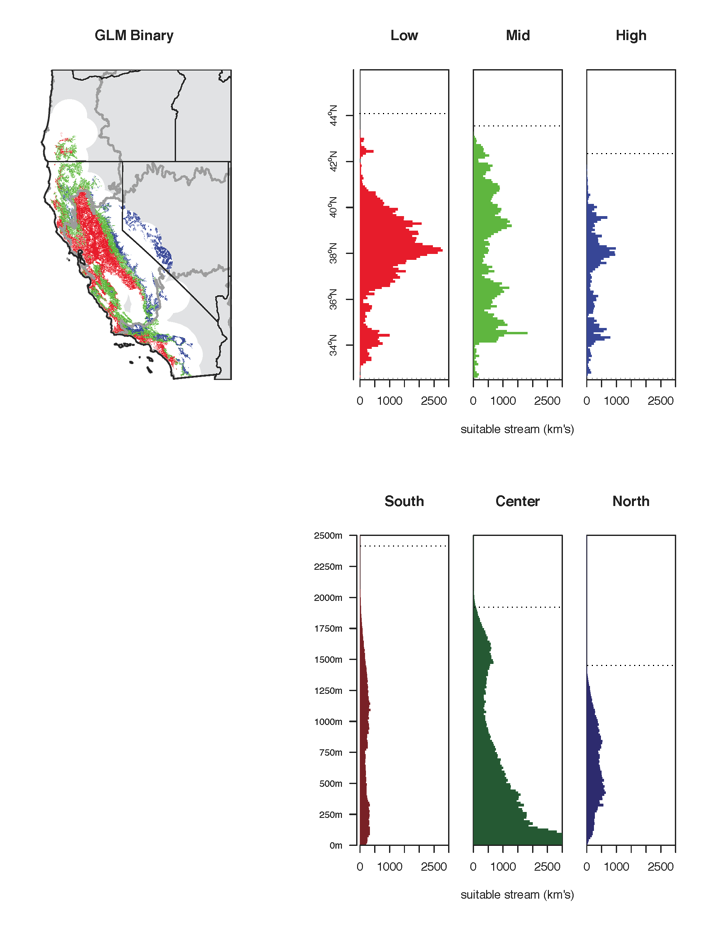 GLM Binary
Low Mid High
44°N
42°N
40°N
38°N
36°N
34°N
0 1000 2500 0 1000 2500 0 1000 2500
suitable stream (km's)
South Center North
2500m
2250m
2000m
1750m
1500m
1250m
1000m
750m
500m
250m
0m
0 1000 2500 0 1000 2500 0 1000 2500
suitable stream (km's)